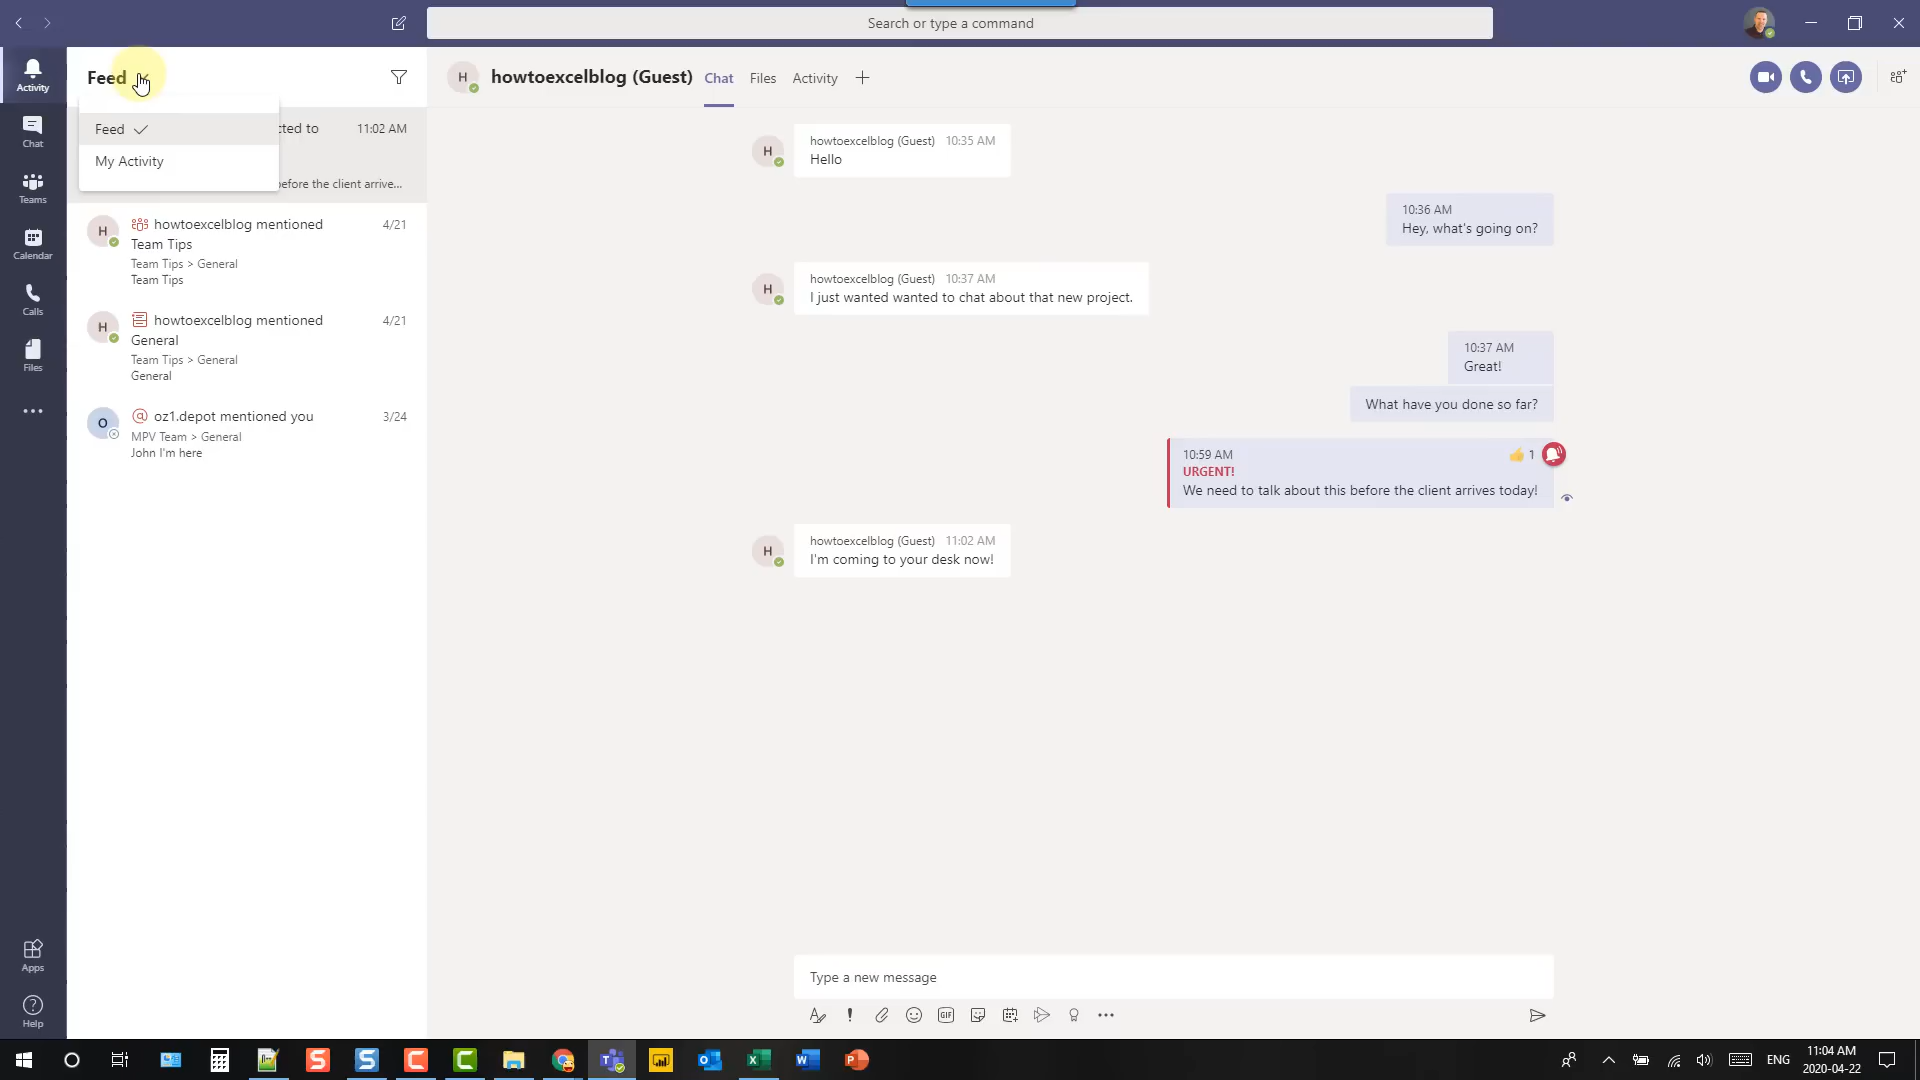 Search or type a command
Activity
Chat
Teams
Calendar
Calls
Files
Apps
Help
Feed
Feed
My Activity
cted to 11:02 AM
efore the client arrive...
H howtoexcelblog mentioned 4/21
Team Tips
Team Tips > General
Team Tips
H howtoexcelblog mentioned 4/21
General
Team Tips > General
General
O @ oz1.depot mentioned you 3/24
MPV Team > General
John I'm here
H howtoexcelblog (Guest) Chat Files Activity
H howtoexcelblog (Guest) 10:35 AM
Hello
10:36 AM
Hey, what's going on?
H howtoexcelblog (Guest) 10:37 AM
I just wanted wanted to chat about that new project.
10:37 AM
Great!
What have you done so far?
10:59 AM 1
URGENT!
We need to talk about this before the client arrives today!
H howtoexcelblog (Guest) 11:02 AM
I'm coming to your desk now!
Type a new message
GIF
ENG
11:04 AM
2020-04-22